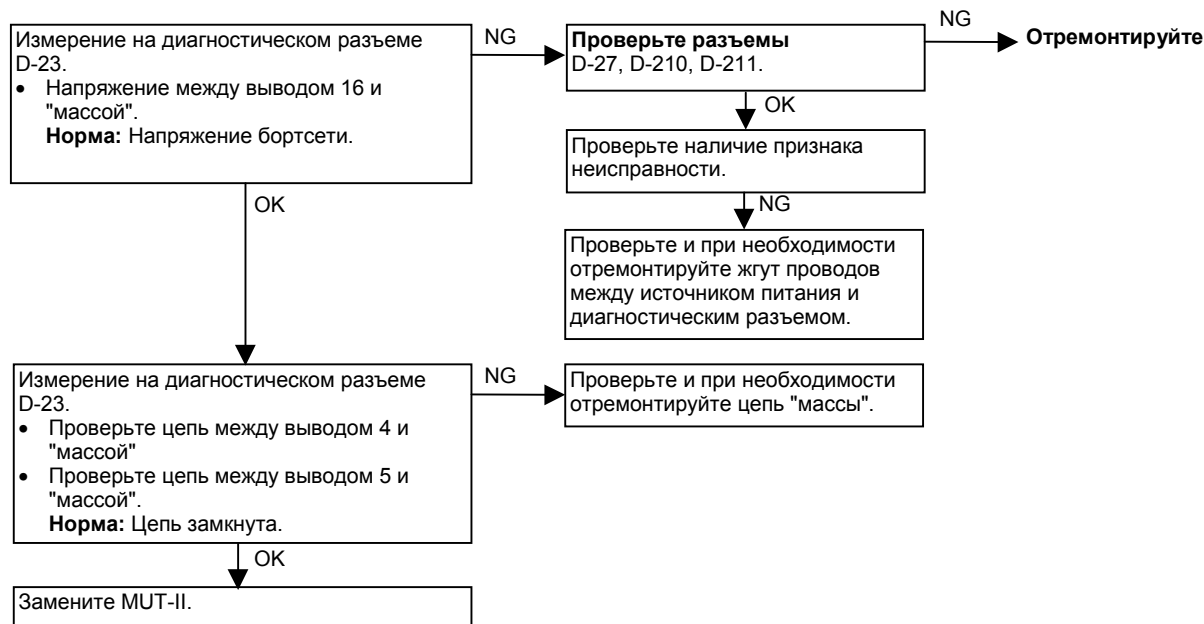 Измерение на диагностическом разъеме
D-23.
• Напряжение между выводом 16 и
"массой".
Норма: Напряжение бортсети.
NG
Проверьте разъемы
D-27, D-210, D-211.
NG
Отремонтируйте
OK
Проверьте наличие признака
неисправности.
NG
Проверьте и при необходимости
отремонтируйте жгут проводов
между источником питания и
диагностическим разъемом.
OK
Измерение на диагностическом разъеме
D-23.
• Проверьте цепь между выводом 4 и
"массой"
• Проверьте цепь между выводом 5 и
"массой".
Норма: Цепь замкнута.
NG
Проверьте и при необходимости
отремонтируйте цепь "массы".
OK
Замените MUT-II.